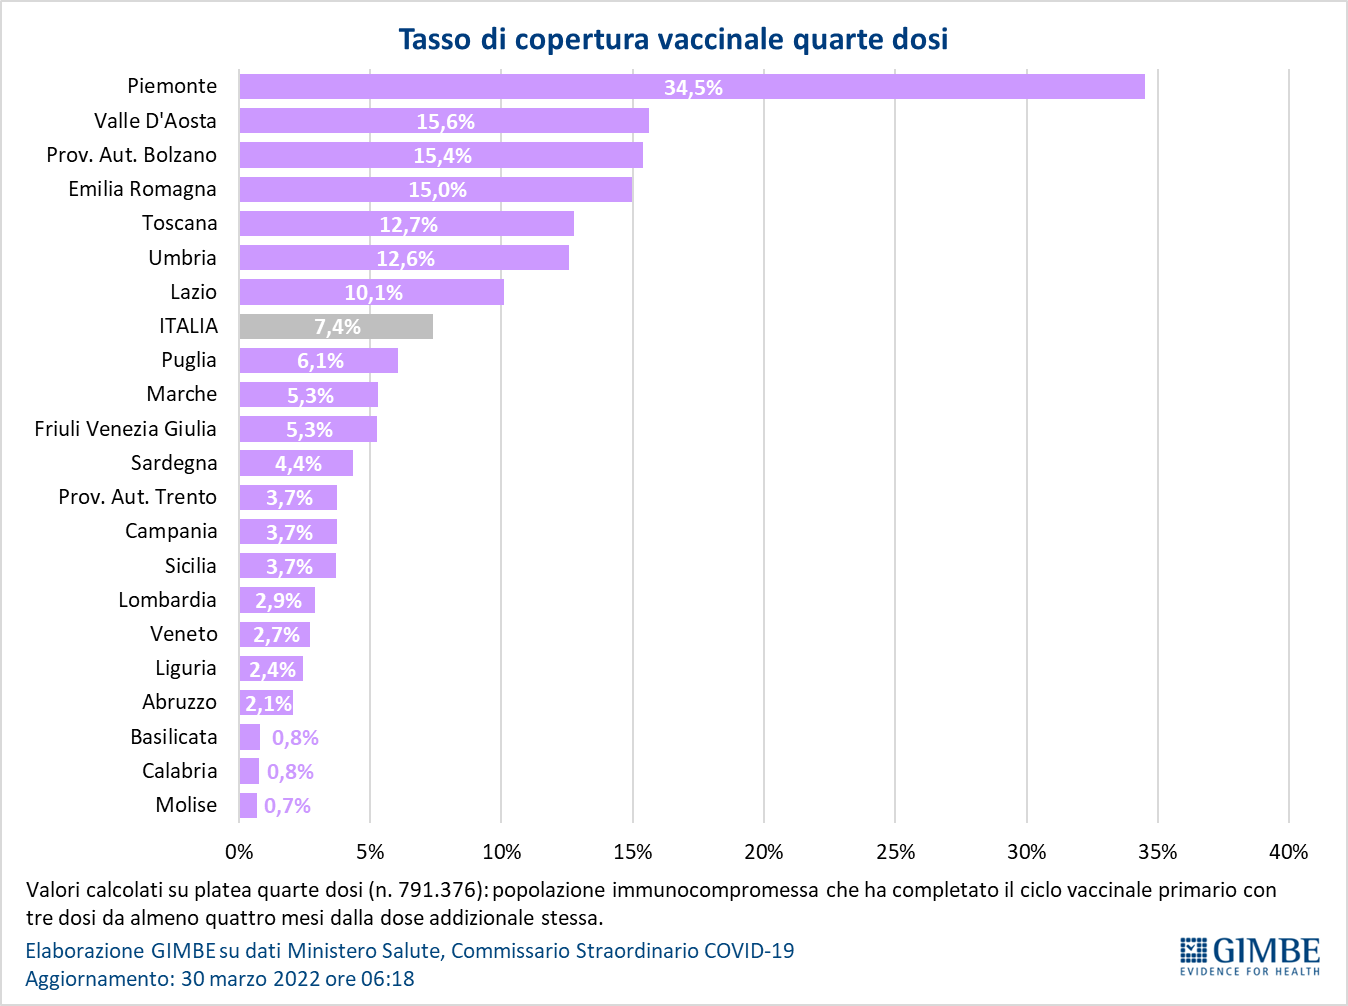 Tasso di copertura vaccinale quarte dosi
Piemonte 34,5%
Valle D'Aosta 15,6%
Prov. Aut. Bolzano 15,4%
Emilia Romagna 15,0%
Toscana 12,7%
Umbria 12,6%
Lazio 10,1%
ITALIA 7,4%
Puglia 6,1%
Marche 5,3%
Friuli Venezia Giulia 5,3%
Sardegna 4,4%
Prov. Aut. Trento 3,7%
Campania 3,7%
Sicilia 3,7%
Lombardia 2,9%
Veneto 2,7%
Liguria 2,4%
Abruzzo 2,1%
Basilicata 0,8%
Calabria 0,8%
Molise 0,7%
0% 5% 10% 15% 20% 25% 30% 35% 40%
Valori calcolati su platea quarte dosi (n. 791.376): popolazione immunocompromessa che ha completato il ciclo vaccinale primario con
tre dosi da almeno quattro mesi dalla dose addizionale stessa.
Elaborazione GIMBE su dati Ministero Salute, Commissario Straordinario COVID-19
Aggiornamento: 30 marzo 2022 ore 06:18
GIMBE
EVIDENCE FOR HEALTH